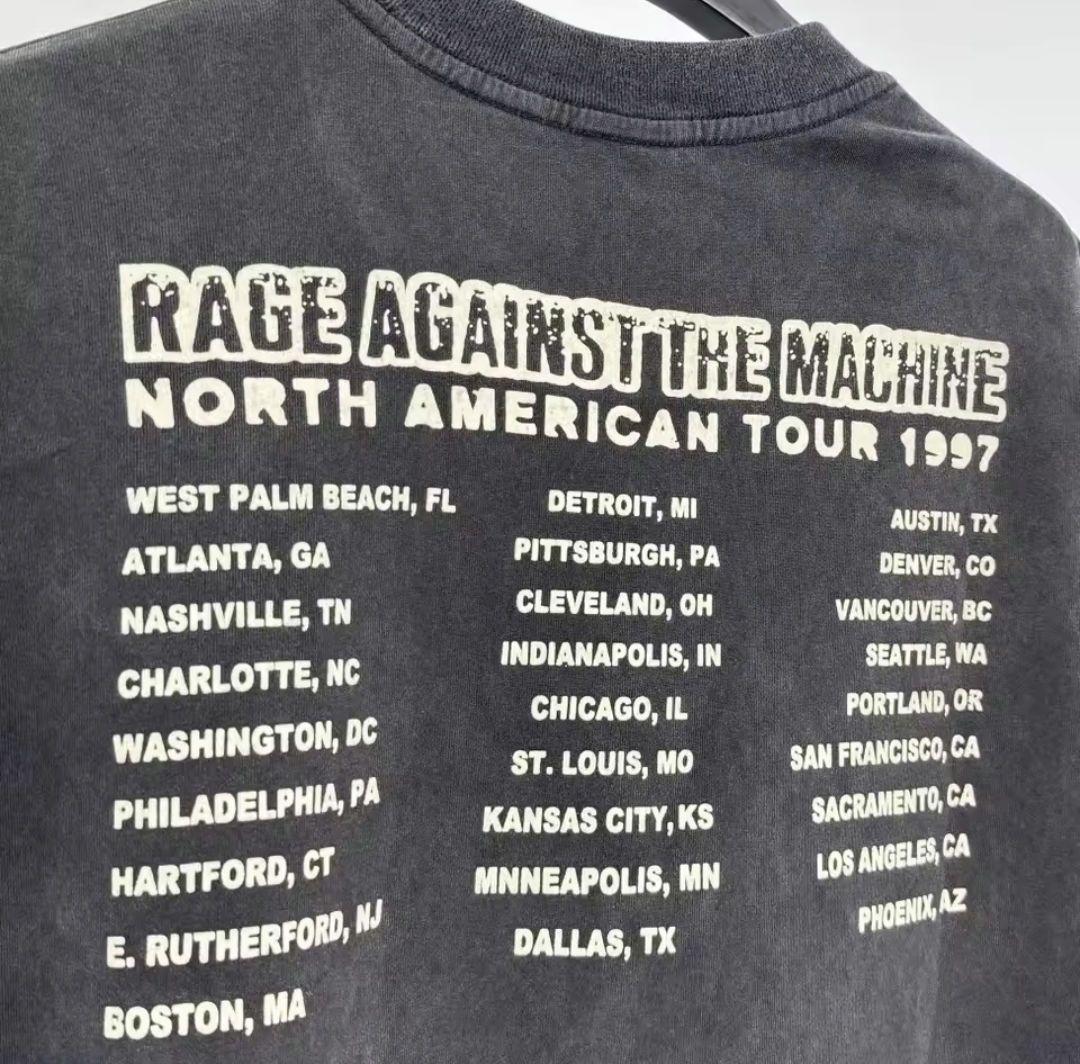 RAGE AGAINST THE MACHINE
NORTH AMERICAN TOUR 1997
WEST PALM BEACH, FL
ATLANTA, GA
NASHVILLE, TN
CHARLOTTE, NC
WASHINGTON, DC
PHILADELPHIA, PA
HARTFORD, CT
E. RUTHERFORD, NJ
BOSTON, MA
DETROIT, MI
PITTSBURGH, PA
CLEVELAND, OH
INDIANAPOLIS, IN
CHICAGO, IL
ST. LOUIS, MO
KANSAS CITY, KS
MNNEAPOLIS, MN
DALLAS, TX
AUSTIN, TX
DENVER, CO
VANCOUVER, BC
SEATTLE, WA
PORTLAND, OR
SAN FRANCISCO, CA
SACRAMENTO, CA
LOS ANGELES, CA
PHOENIX, AZ